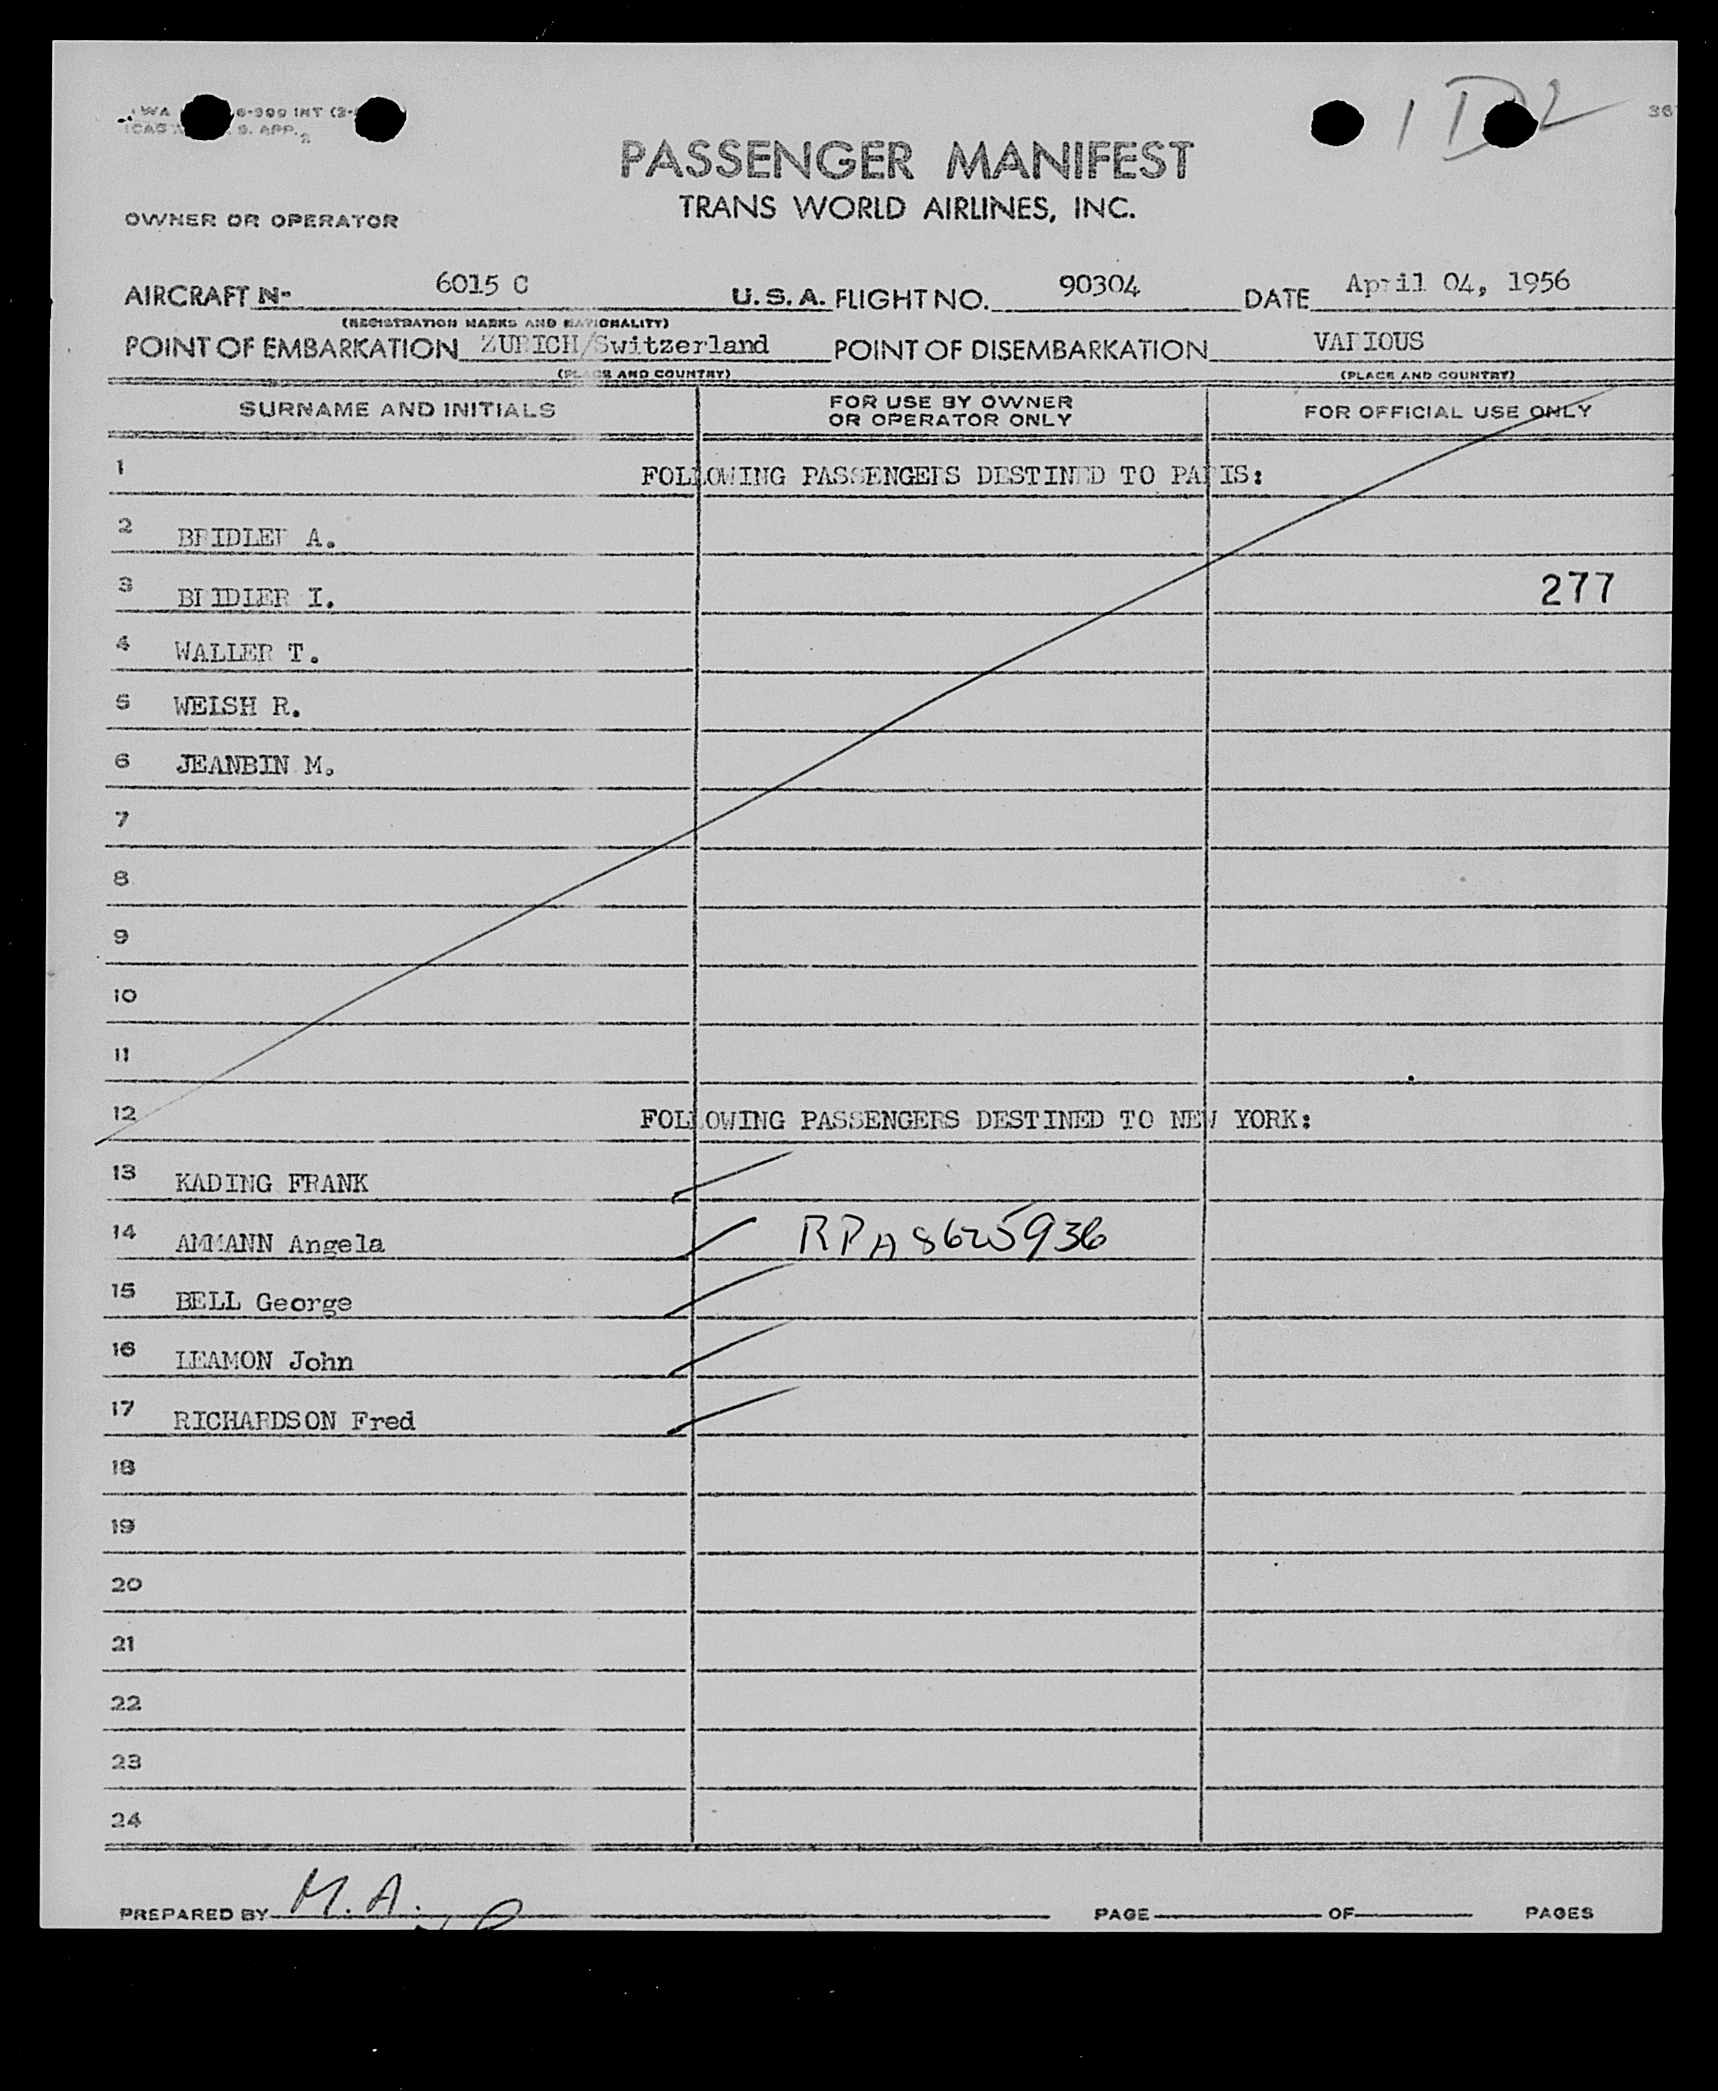 1 D 2
36
PASSENGER MANIFEST
TRANS WORLD AIRLINES, INC.
OWNER OR OPERATOR
AIRCRAFT N- 6015 C U.S.A. FLIGHT NO. 90304 DATE April 04, 1956
(REGISTRATION MARKS AND NATIONALITY)
POINT OF EMBARKATION ZURICH/Switzerland POINT OF DISEMBARKATION VARIOUS
(PLACE AND COUNTRY) (PLACE AND COUNTRY)
SURNAME AND INITIALS FOR USE BY OWNER OR OPERATOR ONLY FOR OFFICIAL USE ONLY
1 FOLLOWING PASSENGERS DESTINED TO PARIS:
2 BRIDLER A.
3 BRIDLER I. 277
4 WALLER T.
5 WELSH R.
6 JEANBIN M.
7
8
9
10
11
12 FOLLOWING PASSENGERS DESTINED TO NEW YORK:
13 KADING FRANK
14 AMMANN Angela RPA 8625936
15 BELL George
16 LEAMON John
17 RICHARDSON Fred
18
19
20
21
22
23
24
PREPARED BY M. A. PAGE OF PAGES